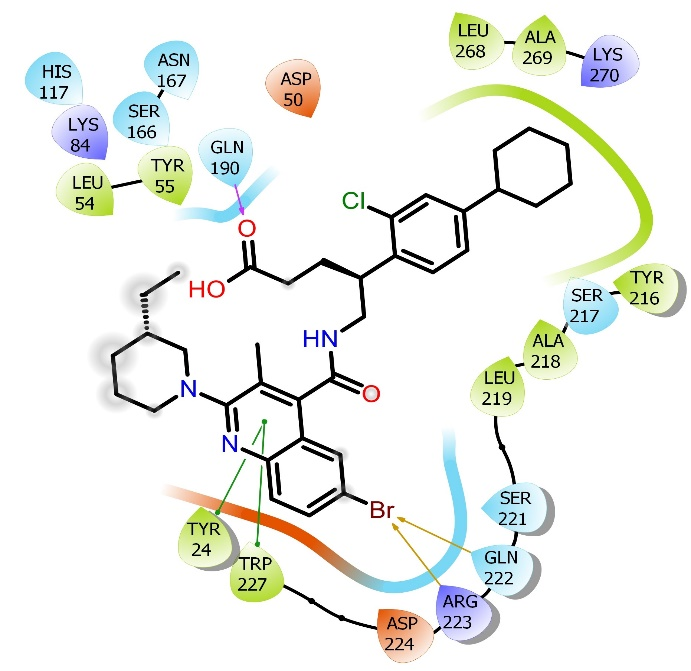 LEU
268
ALA
269
LYS
270
HIS
117
ASN
167
ASP
50
LYS
84
SER
166
GLN
190
LEU
54
TYR
55
Cl
O
HO
HN
O
N
N
Br
TYR
216
SER
217
ALA
218
LEU
219
SER
221
GLN
222
ARG
223
ASP
224
TRP
227
TYR
24